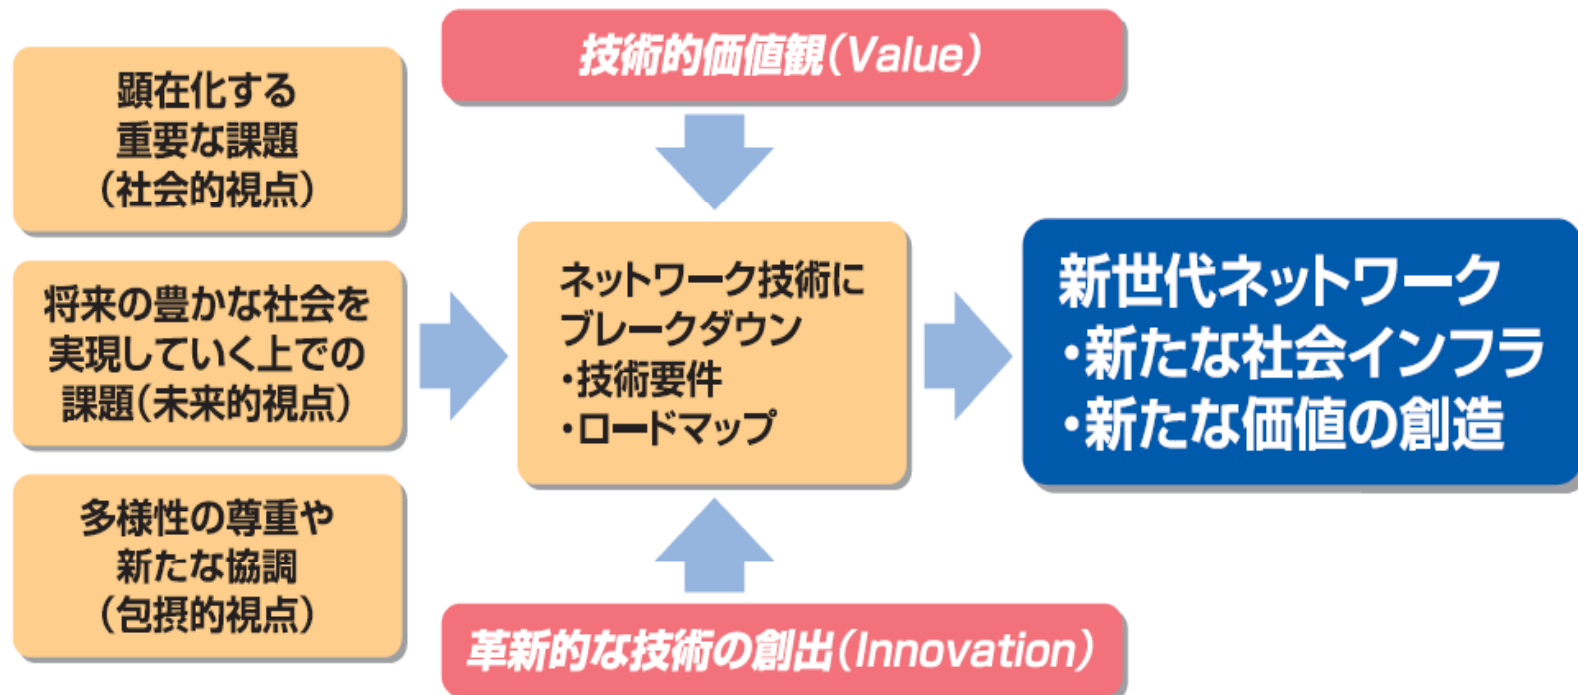 技術的価値観(Value)
顕在化する
重要な課題
(社会的視点)
将来の豊かな社会を
実現していく上での
課題(未来的視点)
多様性の尊重や
新たな協調
(包摂的視点)
ネットワーク技術に
ブレークダウン
・技術要件
・ロードマップ
新世代ネットワーク
・新たな社会インフラ
・新たな価値の創造
革新的な技術の創出(Innovation)